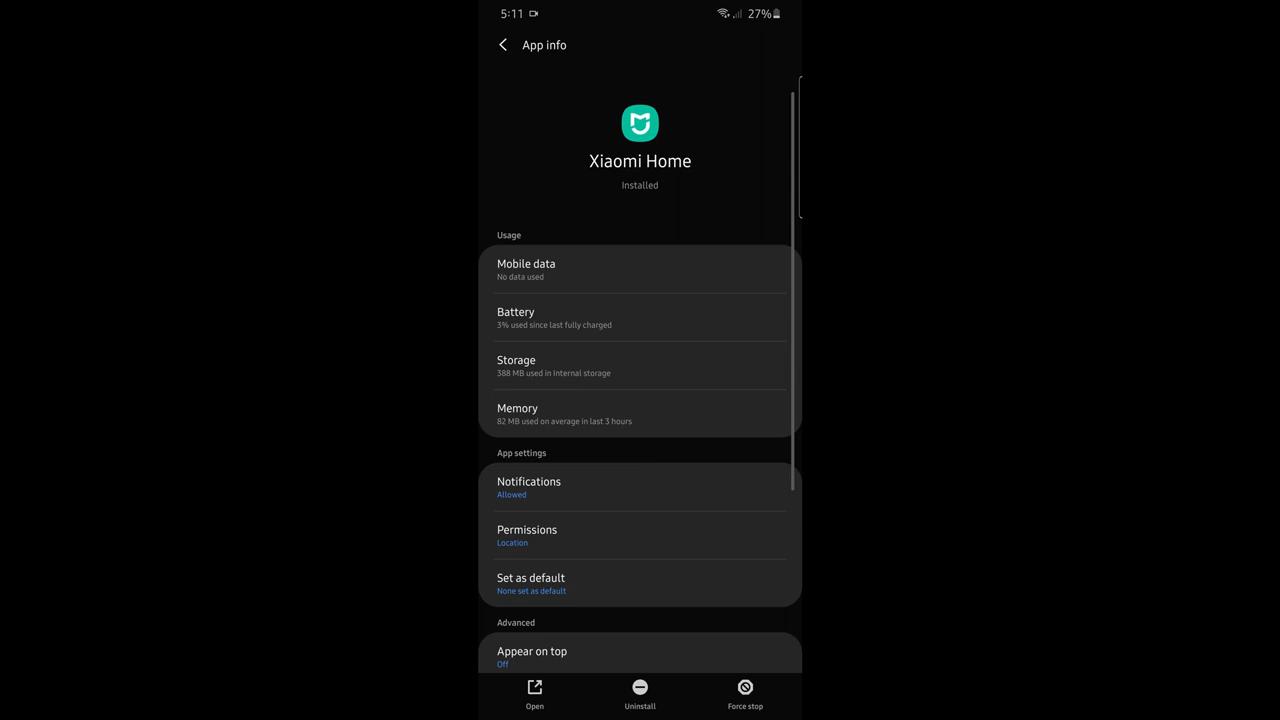 5:11 27%
App info
Xiaomi Home
Installed
Usage
Mobile data
No data used
Battery
3% used since last fully charged
Storage
388 MB used in Internal storage
Memory
82 MB used on average in last 3 hours
App settings
Notifications
Allowed
Permissions
Location
Set as default
None set as default
Advanced
Appear on top
Off
Open Uninstall Force stop